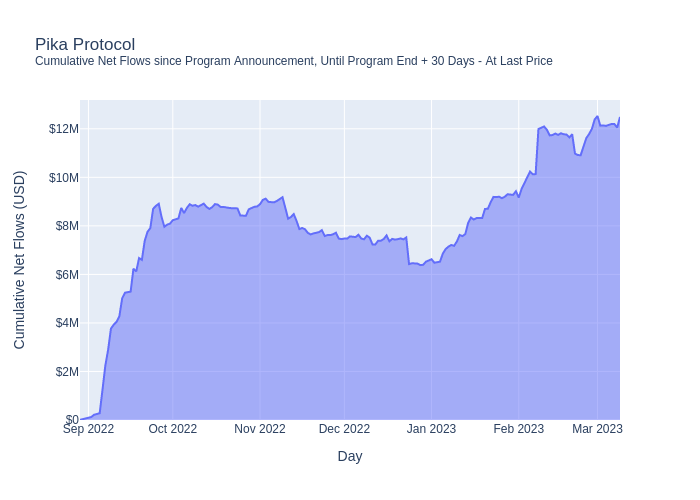 Pika Protocol
Cumulative Net Flows since Program Announcement, Until Program End + 30 Days - At Last Price
Cumulative Net Flows (USD)
$12M
$10M
$8M
$6M
$4M
$2M
$0
Sep 2022 Oct 2022 Nov 2022 Dec 2022 Jan 2023 Feb 2023 Mar 2023
Day